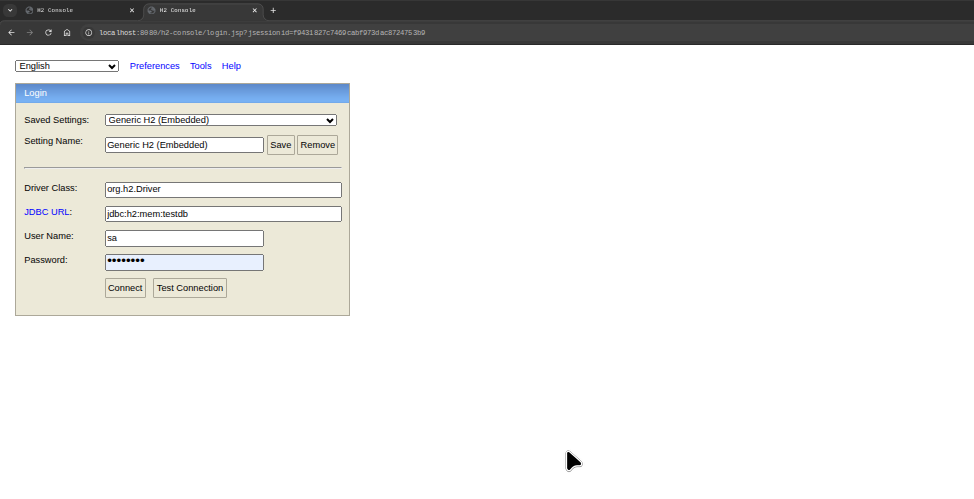 H2 Console
H2 Console
localhost:8080/h2-console/login.jsp?jsessionid=f9431827c7469cabf973dac8724753b9
English Preferences Tools Help
Login
Saved Settings: Generic H2 (Embedded)
Setting Name: Generic H2 (Embedded) Save Remove
Driver Class: org.h2.Driver
JDBC URL: jdbc:h2:mem:testdb
User Name: sa
Password: ••••••••
Connect Test Connection